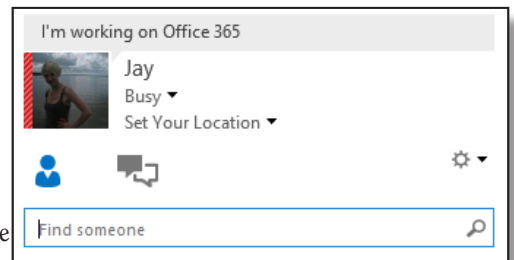 I'm working on Office 365
Jay
Busy
Set Your Location
e
Find someone